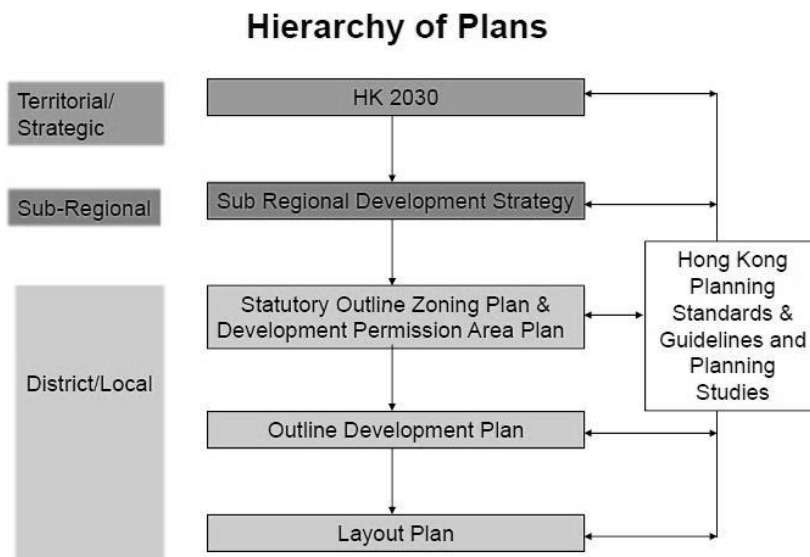 Hierarchy of Plans
Territorial/
Strategic
HK 2030
Sub-Regional
Sub Regional Development Strategy
District/Local
Statutory Outline Zoning Plan &
Development Permission Area Plan
Outline Development Plan
Layout Plan
Hong Kong
Planning
Standards &
Guidelines and
Planning
Studies